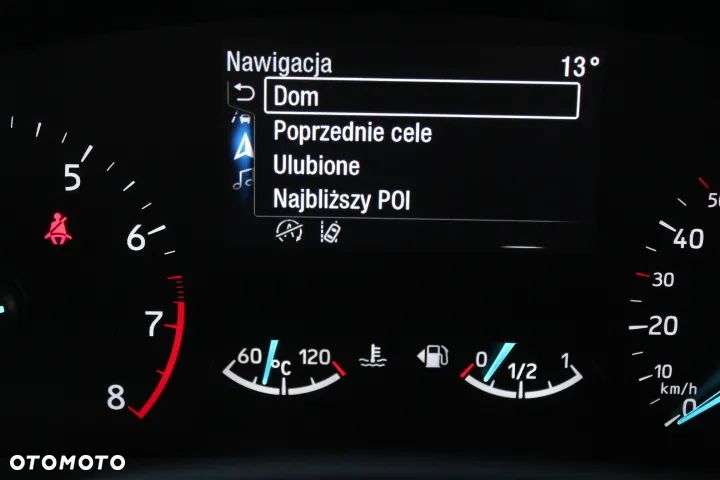 Nawigacja 13°
Dom
Poprzednie cele
Ulubione
Najbliższy POI
5
6
7
8
60 °C 120
0 1/2 1
50
40
30
20
10
km/h
0
OTOMOTO